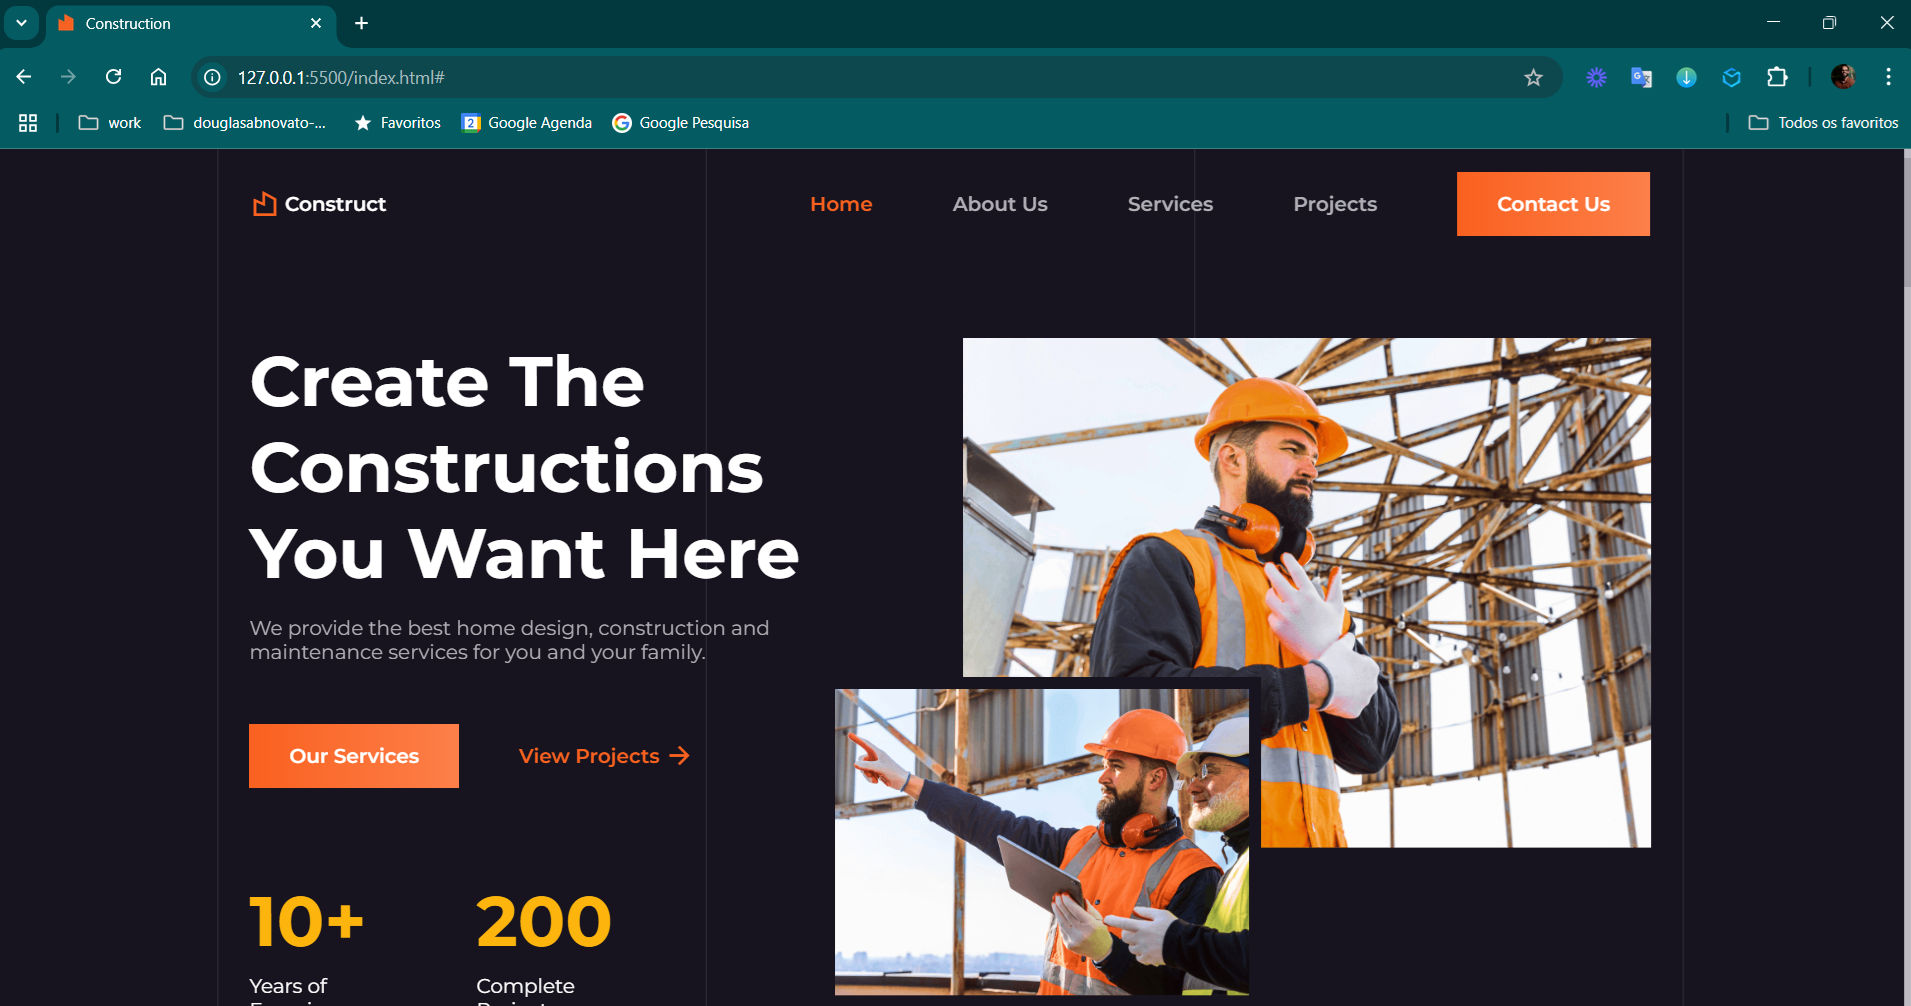 Construction
127.0.0.1:5500/index.html#
work
douglasabnovato-...
Favoritos
2
Google Agenda
Google Pesquisa
Todos os favoritos
Construct
Home
About Us
Services
Projects
Contact Us
Create The
Constructions
You Want Here
We provide the best home design, construction and
maintenance services for you and your family.
Our Services
View Projects
10+
200
Years of
Complete